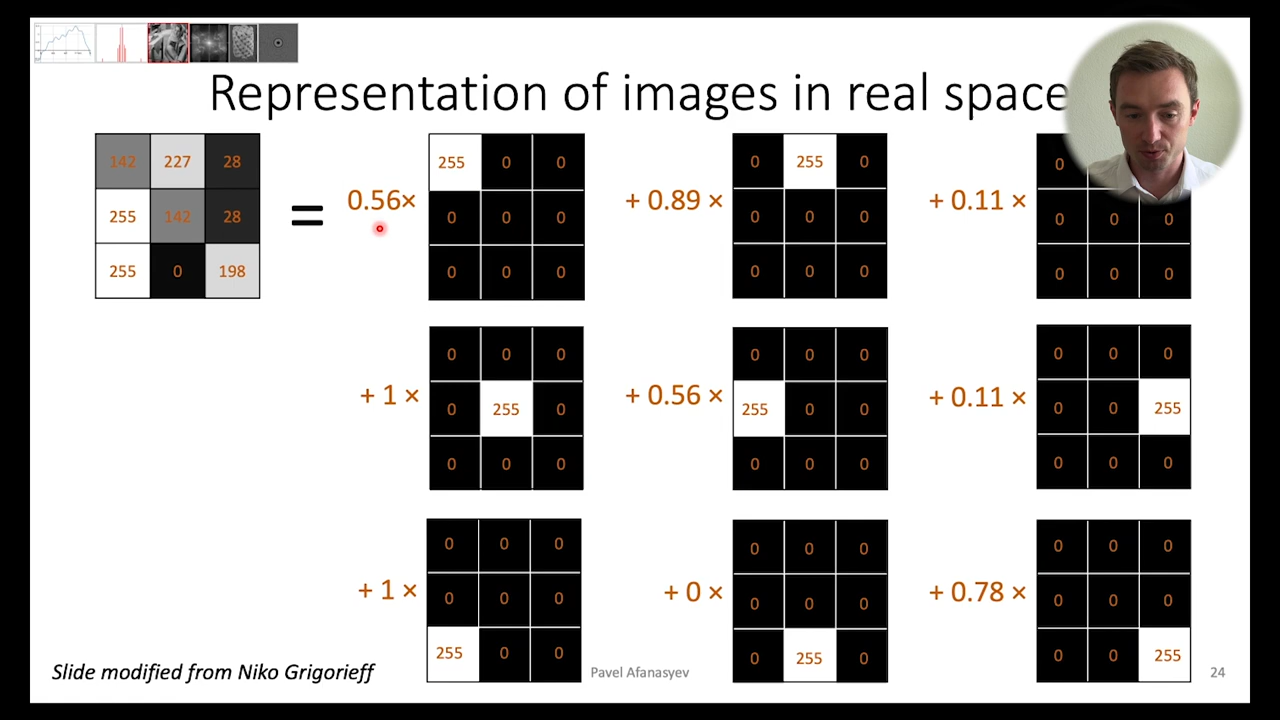 Representation of images in real space
142 227 28
255 142 28
255 0 198
=
0.56×
255 0 0
0 0 0
0 0 0
+ 0.89 ×
0 255 0
0 0 0
0 0 0
+ 0.11 ×
0
0 0 0
0 0 0
+ 1 ×
0 0 0
0 255 0
0 0 0
+ 0.56 ×
0 0 0
255 0 0
0 0 0
+ 0.11 ×
0 0 0
0 0 255
0 0 0
+ 1 ×
0 0 0
0 0 0
255 0 0
+ 0 ×
0 0 0
0 0 0
0 255 0
+ 0.78 ×
0 0 0
0 0 0
0 0 255
Slide modified from Niko Grigorieff
Pavel Afanasyev
24